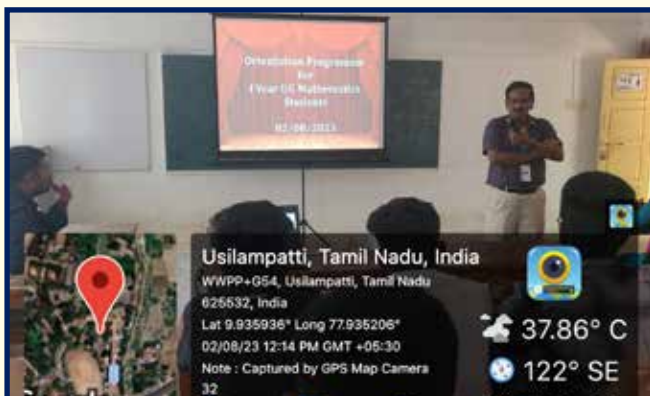 Orientation Programme
for
I Year UG Mathematics
Students
02/08/2023
Usilampatti, Tamil Nadu, India
WWPP+G54, Usilampatti, Tamil Nadu
625532, India
Lat 9.935936° Long 77.935206°
02/08/23 12:14 PM GMT +05:30
Note : Captured by GPS Map Camera
32
37.86° C
122° SE